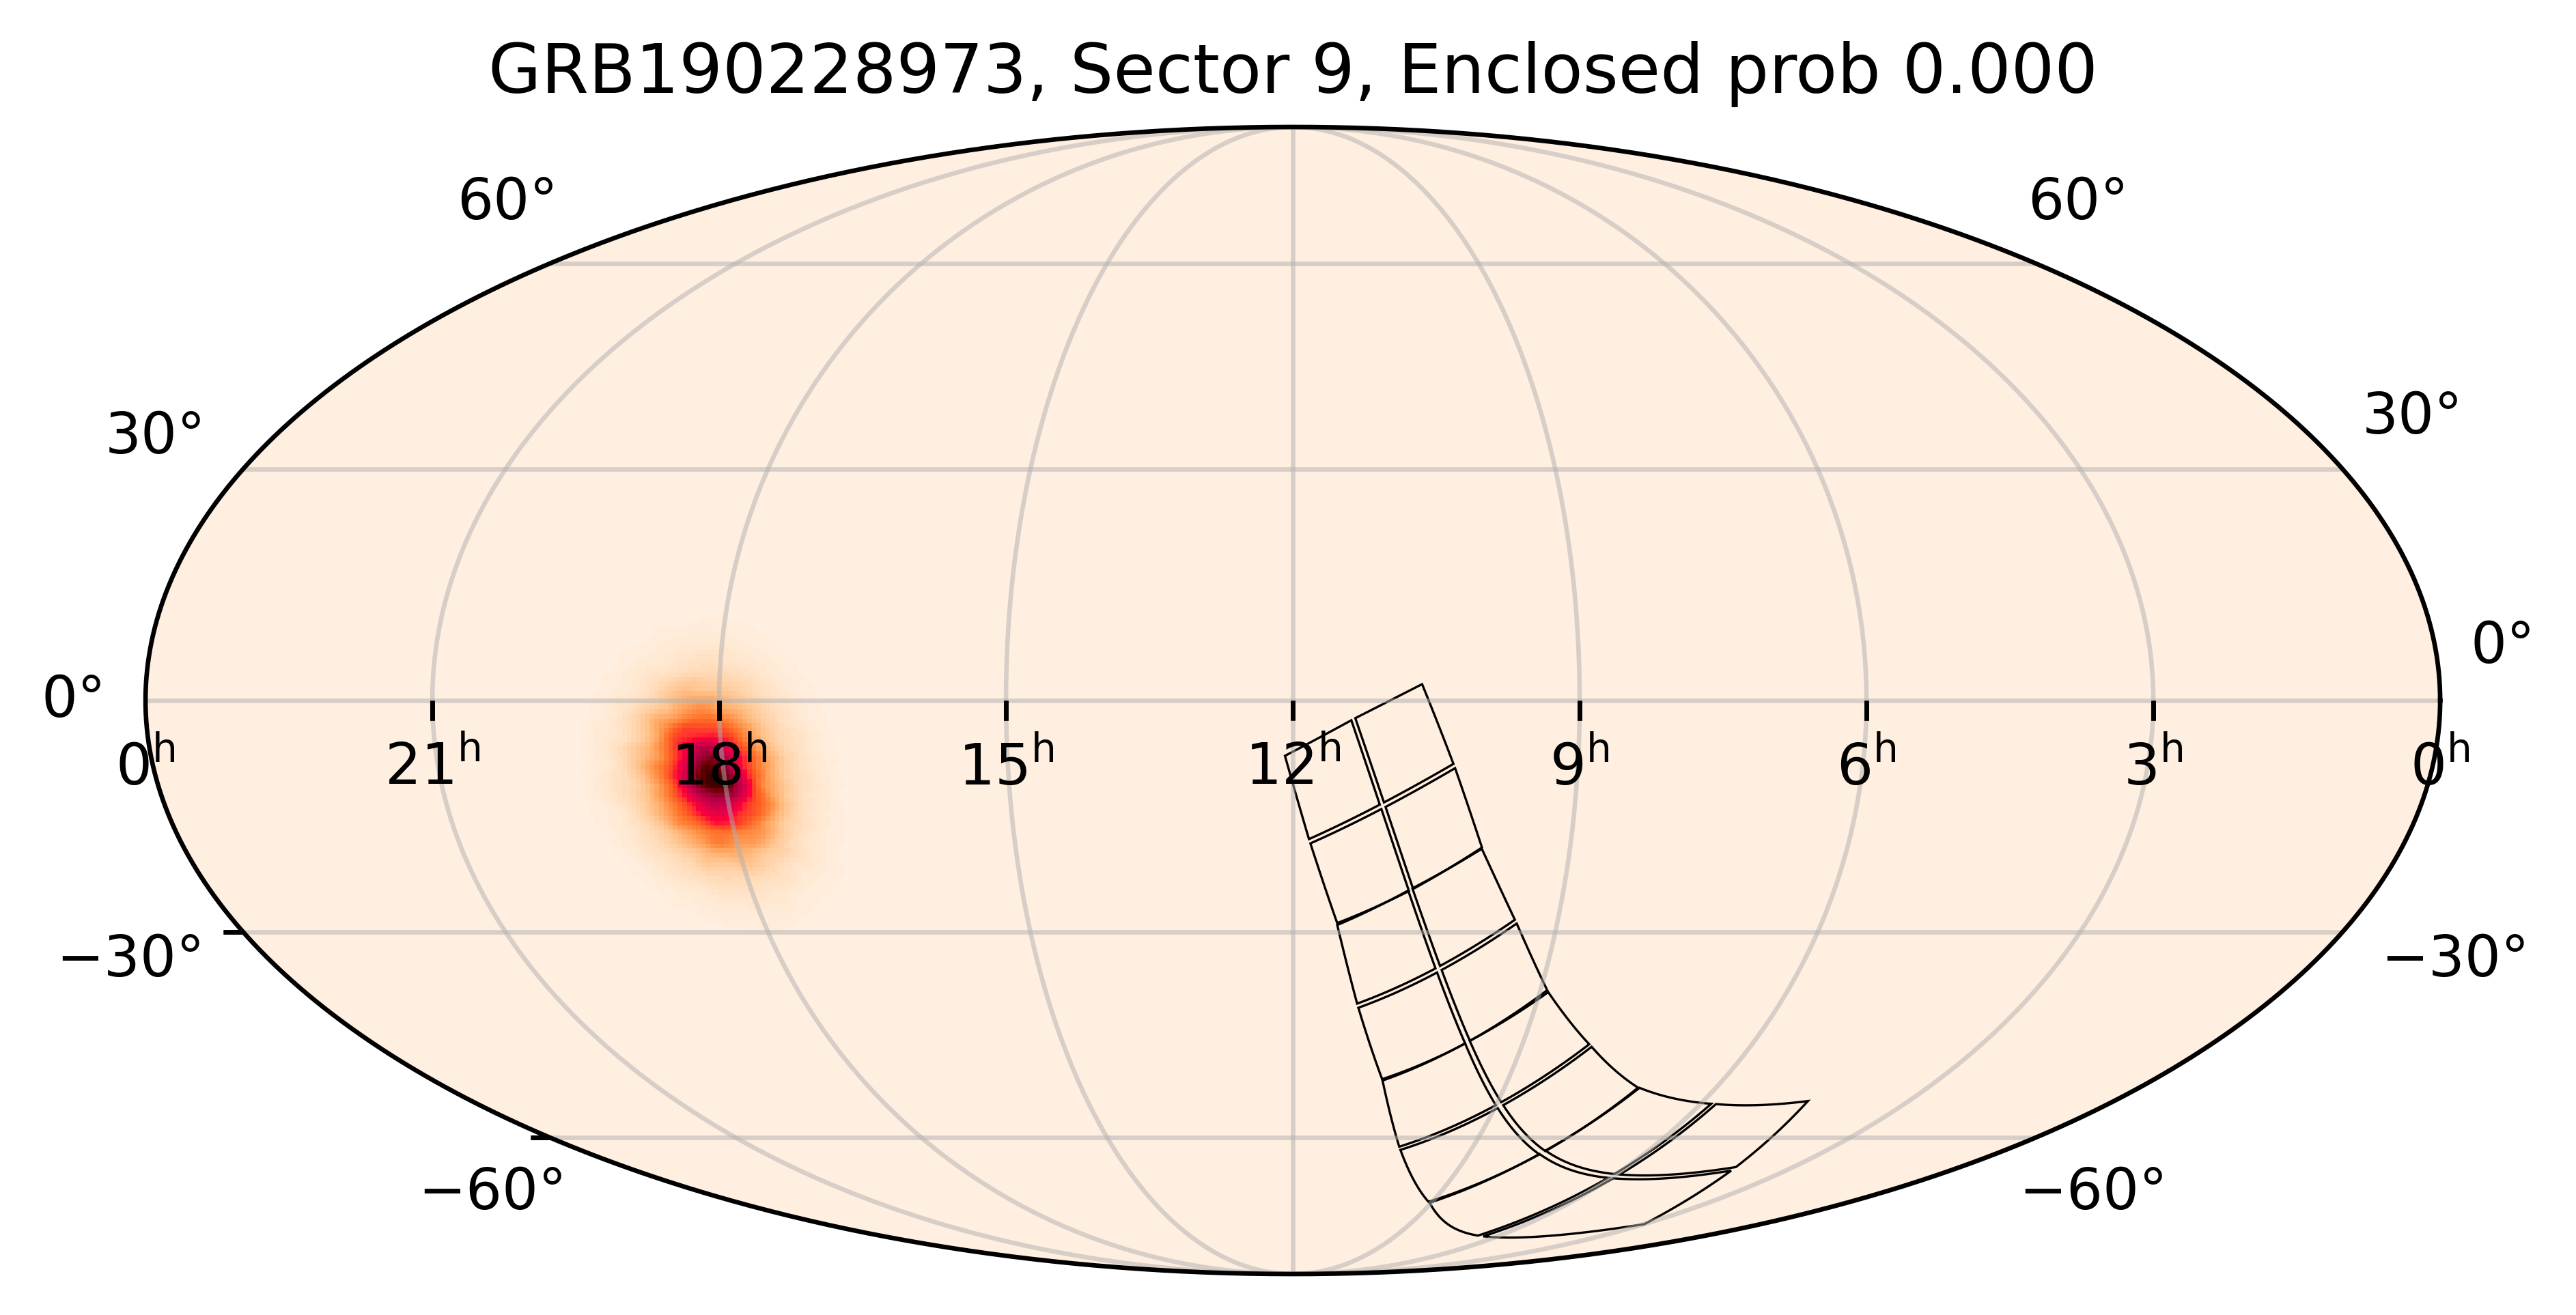 GRB190228973, Sector 9, Enclosed prob 0.000
60° 60°
30° 30°
0° 0°
0ʰ 21ʰ 18ʰ 15ʰ 12ʰ 9ʰ 6ʰ 3ʰ 0ʰ
−30° −30°
−60° −60°